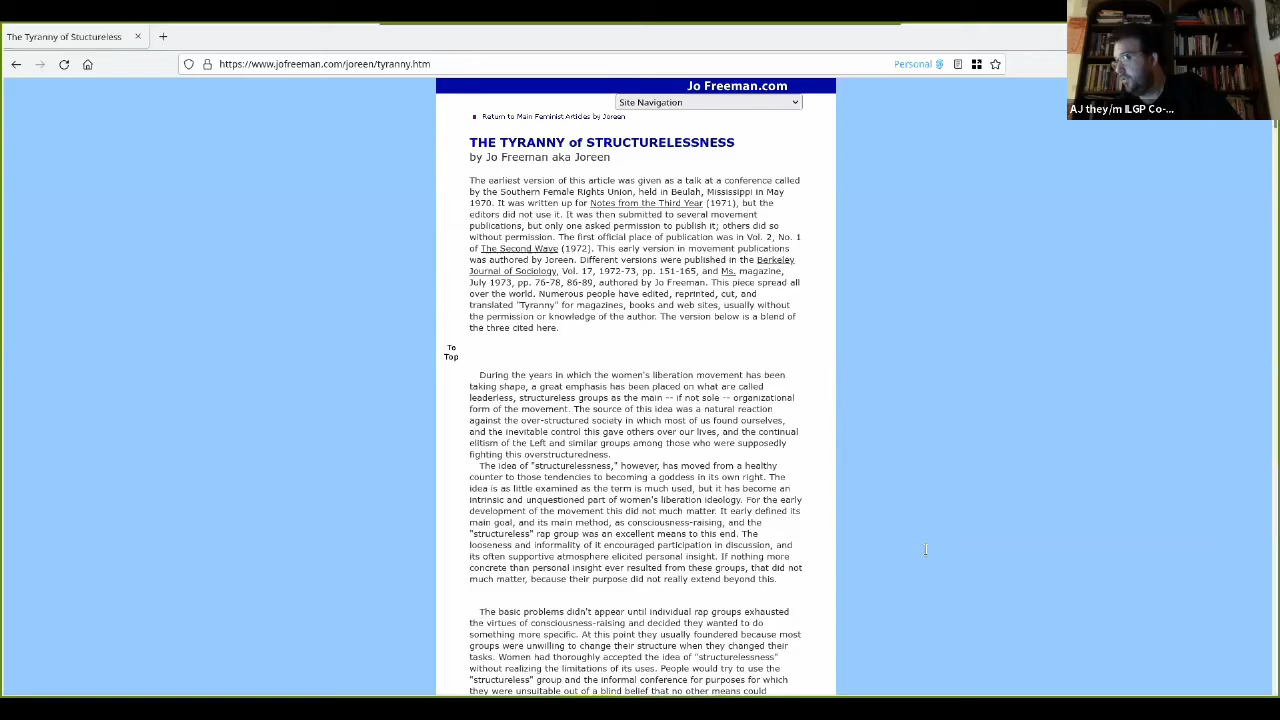 The Tyranny of Stuctureless
https://www.jofreeman.com/joreen/tyranny.htm
Personal
AJ they/m ILGP Co-...
Jo Freeman.com
Site Navigation
Return to Main Feminist Articles by Joreen
THE TYRANNY of STRUCTURELESSNESS
by Jo Freeman aka Joreen
The earliest version of this article was given as a talk at a conference called
by the Southern Female Rights Union, held in Beulah, Mississippi in May
1970. It was written up for Notes from the Third Year (1971), but the
editors did not use it. It was then submitted to several movement
publications, but only one asked permission to publish it; others did so
without permission. The first official place of publication was in Vol. 2, No. 1
of The Second Wave (1972). This early version in movement publications
was authored by Joreen. Different versions were published in the Berkeley
Journal of Sociology, Vol. 17, 1972-73, pp. 151-165, and Ms. magazine,
July 1973, pp. 76-78, 86-89, authored by Jo Freeman. This piece spread all
over the world. Numerous people have edited, reprinted, cut, and
translated "Tyranny" for magazines, books and web sites, usually without
the permission or knowledge of the author. The version below is a blend of
the three cited here.
To
Top
During the years in which the women's liberation movement has been
taking shape, a great emphasis has been placed on what are called
leaderless, structureless groups as the main -- if not sole -- organizational
form of the movement. The source of this idea was a natural reaction
against the over-structured society in which most of us found ourselves,
and the inevitable control this gave others over our lives, and the continual
elitism of the Left and similar groups among those who were supposedly
fighting this overstructuredness.
The idea of "structurelessness," however, has moved from a healthy
counter to those tendencies to becoming a goddess in its own right. The
idea is as little examined as the term is much used, but it has become an
intrinsic and unquestioned part of women's liberation ideology. For the early
development of the movement this did not much matter. It early defined its
main goal, and its main method, as consciousness-raising, and the
"structureless" rap group was an excellent means to this end. The
looseness and informality of it encouraged participation in discussion, and
its often supportive atmosphere elicited personal insight. If nothing more
concrete than personal insight ever resulted from these groups, that did not
much matter, because their purpose did not really extend beyond this.
The basic problems didn't appear until individual rap groups exhausted
the virtues of consciousness-raising and decided they wanted to do
something more specific. At this point they usually foundered because most
groups were unwilling to change their structure when they changed their
tasks. Women had thoroughly accepted the idea of "structurelessness"
without realizing the limitations of its uses. People would try to use the
"structureless" group and the informal conference for purposes for which
they were unsuitable out of a blind belief that no other means could